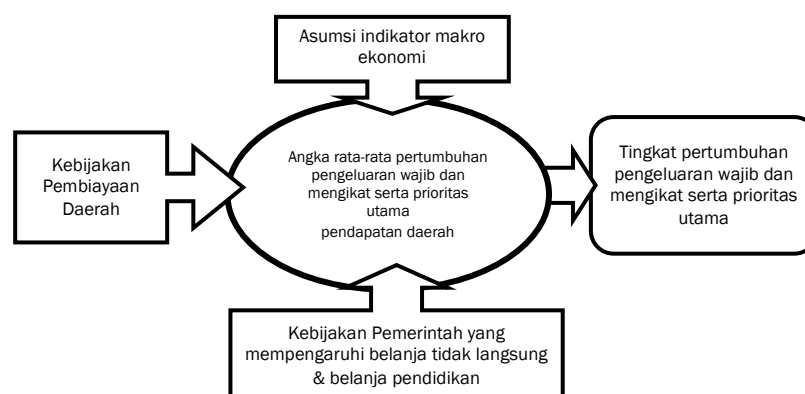 Asumsi indikator makro
ekonomi
Kebijakan
Pembiayaan
Daerah
Angka rata-rata pertumbuhan
pengeluaran wajib dan
mengikat serta prioritas
utama
pendapatan daerah
Tingkat pertumbuhan
pengeluaran wajib dan
mengikat serta prioritas
utama
Kebijakan Pemerintah yang
mempengaruhi belanja tidak langsung
& belanja pendidikan